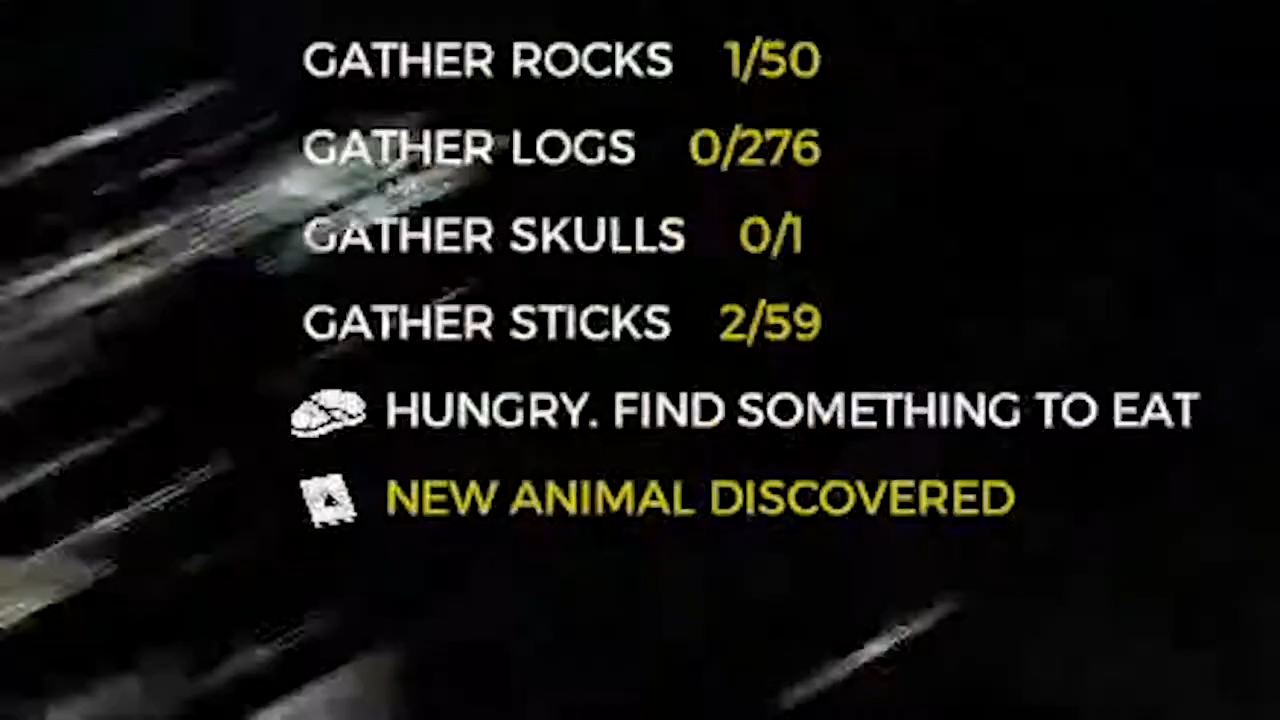 GATHER ROCKS 1/50
GATHER LOGS 0/276
GATHER SKULLS 0/1
GATHER STICKS 2/59
HUNGRY. FIND SOMETHING TO EAT
NEW ANIMAL DISCOVERED